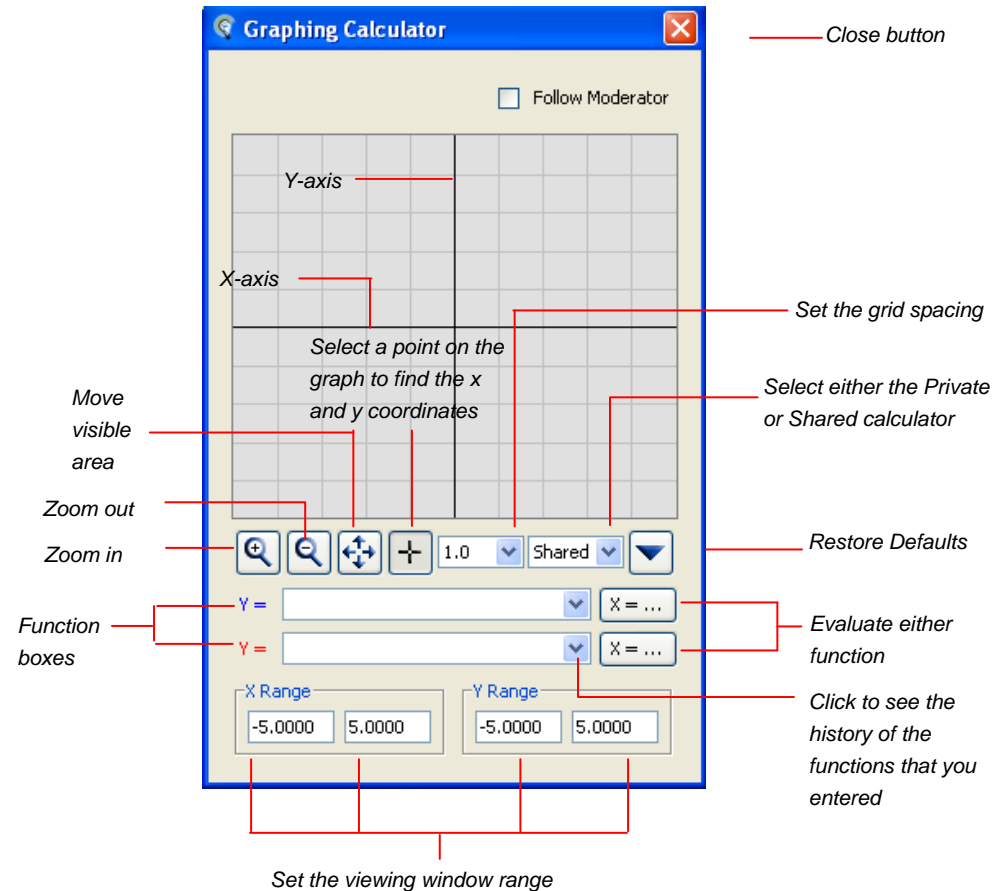 Graphing Calculator
Close button
Follow Moderator
Y-axis
X-axis
Set the grid spacing
Select a point on the
graph to find the x
and y coordinates
Select either the Private
or Shared calculator
Move
visible
area
Zoom out
Zoom in
1.0
Shared
Restore Defaults
Function
boxes
Y =
X = ...
Y =
X = ...
Evaluate either
function
X Range
-5.0000
5.0000
Y Range
-5.0000
5.0000
Click to see the
history of the
functions that you
entered
Set the viewing window range